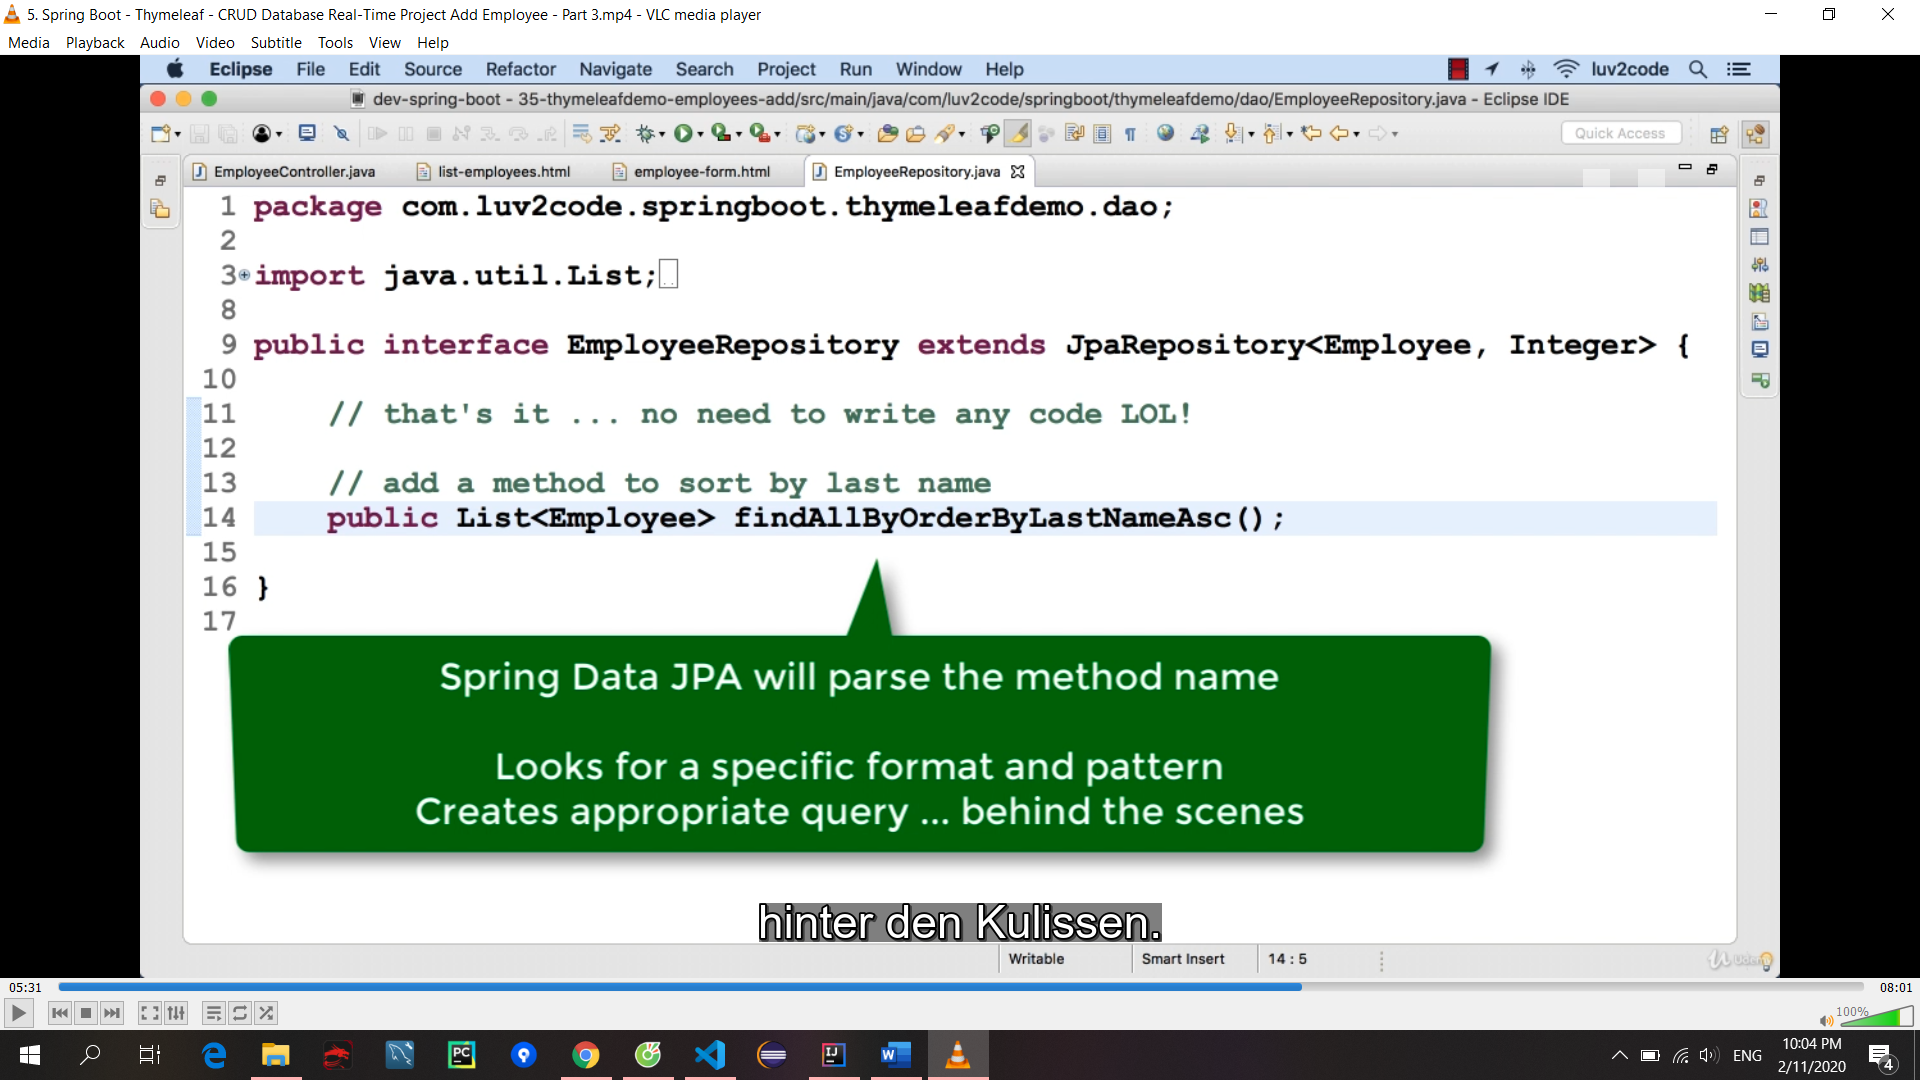 5. Spring Boot - Thymeleaf - CRUD Database Real-Time Project Add Employee - Part 3.mp4 - VLC media player
Media Playback Audio Video Subtitle Tools View Help
Eclipse File Edit Source Refactor Navigate Search Project Run Window Help luv2code
dev-spring-boot - 35-thymeleafdemo-employees-add/src/main/java/com/luv2code/springboot/thymeleafdemo/dao/EmployeeRepository.java - Eclipse IDE
Quick Access
EmployeeController.java list-employees.html employee-form.html EmployeeRepository.java
1 package com.luv2code.springboot.thymeleafdemo.dao;
2
3 import java.util.List;
8
9 public interface EmployeeRepository extends JpaRepository<Employee, Integer> {
10
11 // that's it ... no need to write any code LOL!
12
13 // add a method to sort by last name
14 public List<Employee> findAllByOrderByLastNameAsc();
15
16 }
17
Spring Data JPA will parse the method name
Looks for a specific format and pattern
Creates appropriate query ... behind the scenes
hinter den Kulissen.
Writable Smart Insert 14 : 5
Udemy
05:31 08:01
100%
PC IJ W
ENG 10:04 PM
2/11/2020
4